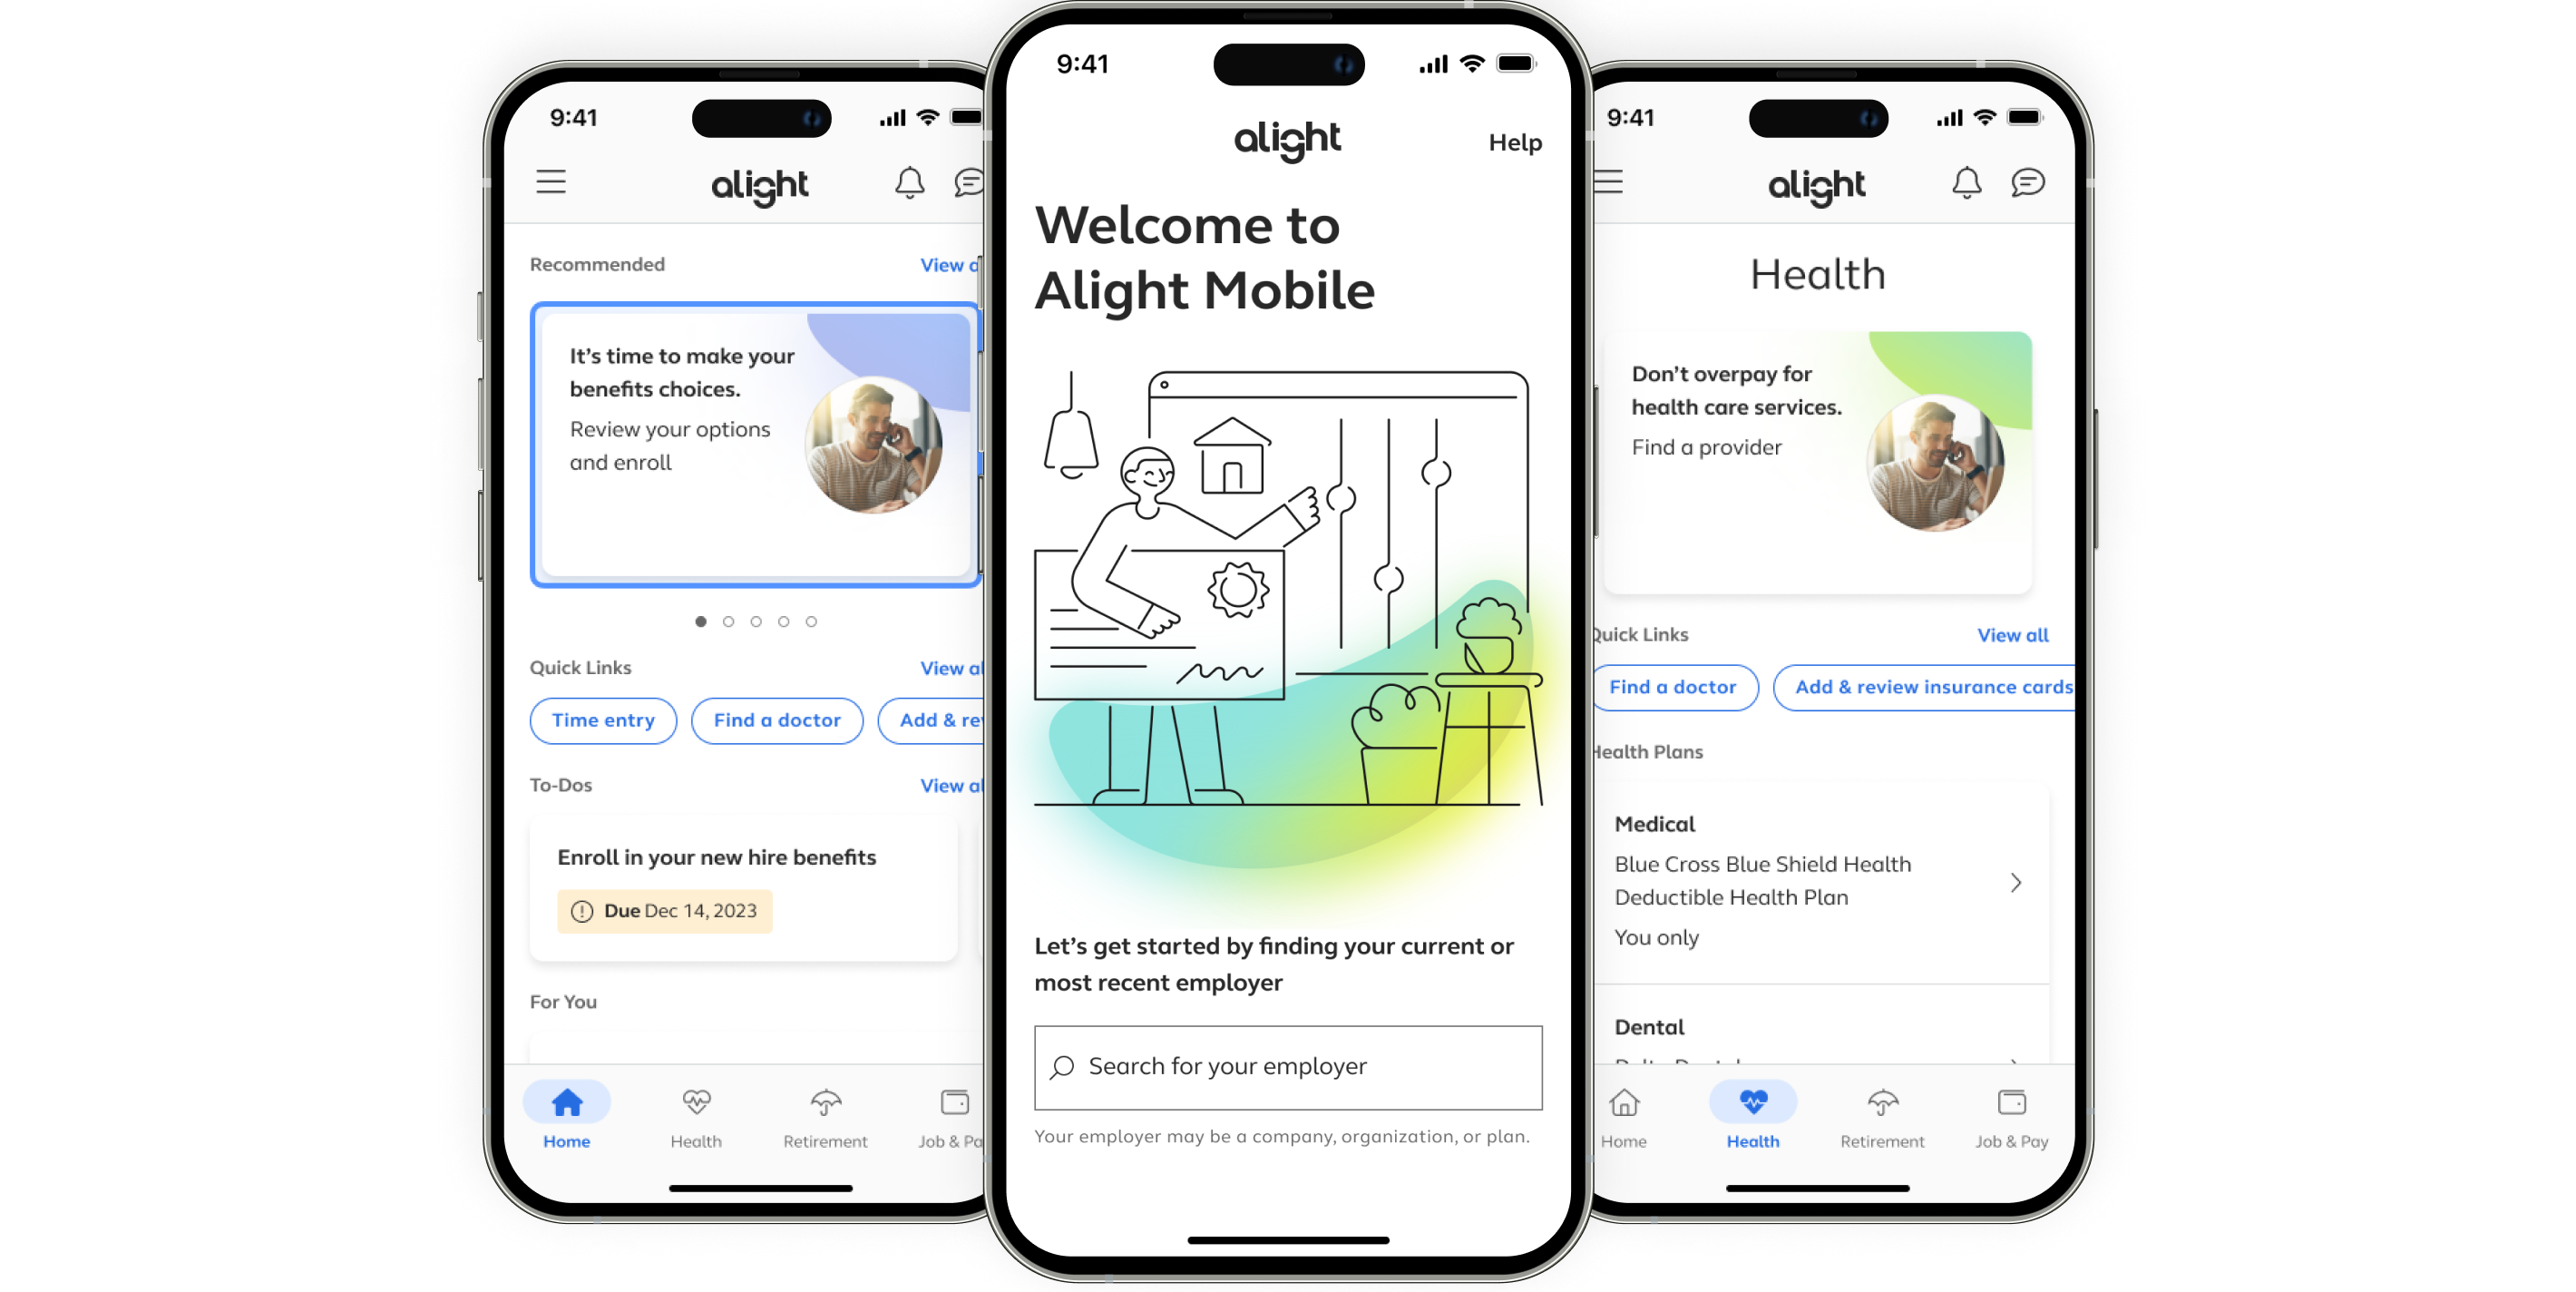 9:41
alight
Recommended
View
It's time to make your
benefits choices.
Review your options
and enroll
Quick Links
View
Time entry
Find a doctor
Add &
To-Dos
View
Enroll in your new hire benefits
Due Dec 14, 2023
For You
Home
Health
Retirement
Job &
9:41
alight
Help
Welcome to
Alight Mobile
Let's get started by finding your current or
most recent employer
Search for your employer
Your employer may be a company, organization, or plan.
9:41
alight
Health
Don't overpay for
health care services.
Find a provider
Quick Links
View all
Find a doctor
Add & review insurance cards
Health Plans
Medical
Blue Cross Blue Shield Health
Deductible Health Plan
You only
Dental
Home
Health
Retirement
Job & Pay